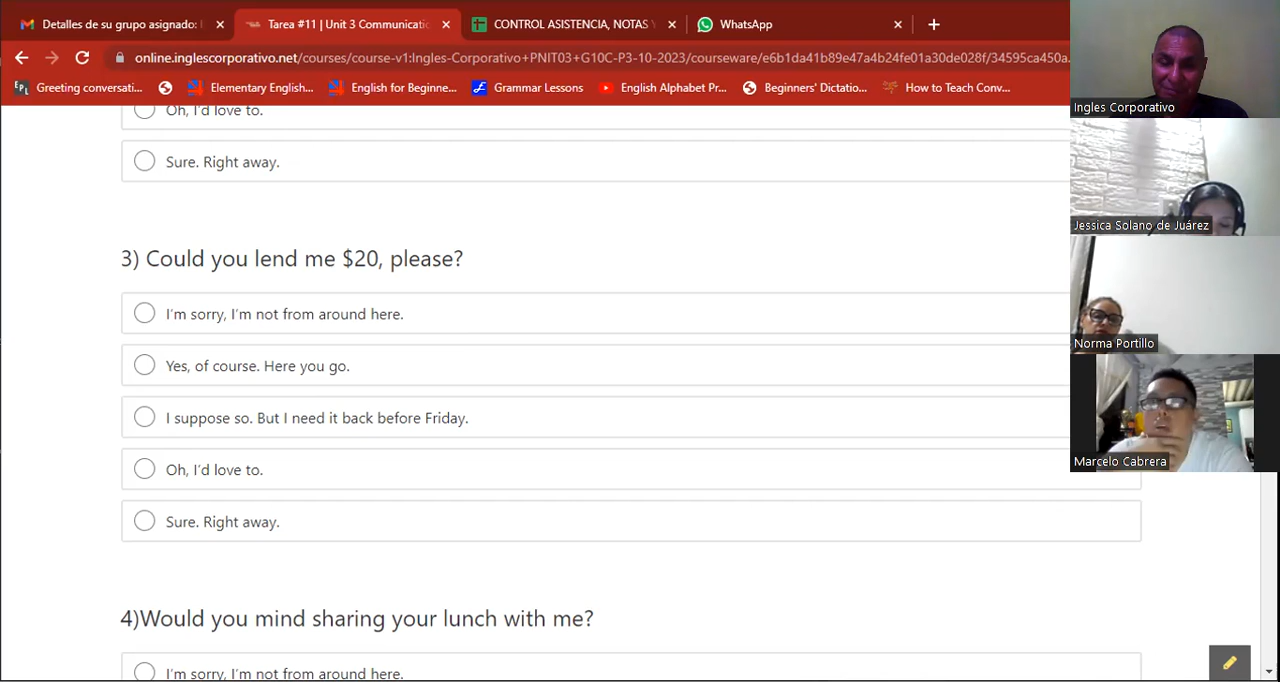 Detalles de su grupo asignado:
Tarea #11 | Unit 3 Communicatio
CONTROL ASISTENCIA, NOTAS
WhatsApp
online.inglescorporativo.net/courses/course-v1:Ingles-Corporativo+PNIT03+G10C-P3-10-2023/courseware/e6b1da41b89e47a4b24fe01a30de028f/34595ca450a.
Greeting conversati...
Elementary English...
English for Beginne...
Grammar Lessons
English Alphabet Pr...
Beginners' Dictatio...
How to Teach Conv...
Oh, I'd love to.
Sure. Right away.
3) Could you lend me $20, please?
I'm sorry, I'm not from around here.
Yes, of course. Here you go.
I suppose so. But I need it back before Friday.
Oh, I'd love to.
Sure. Right away.
4)Would you mind sharing your lunch with me?
I'm sorry, I'm not from around here.
Ingles Corporativo
Jessica Solano de Juárez
Norma Portillo
Marcelo Cabrera